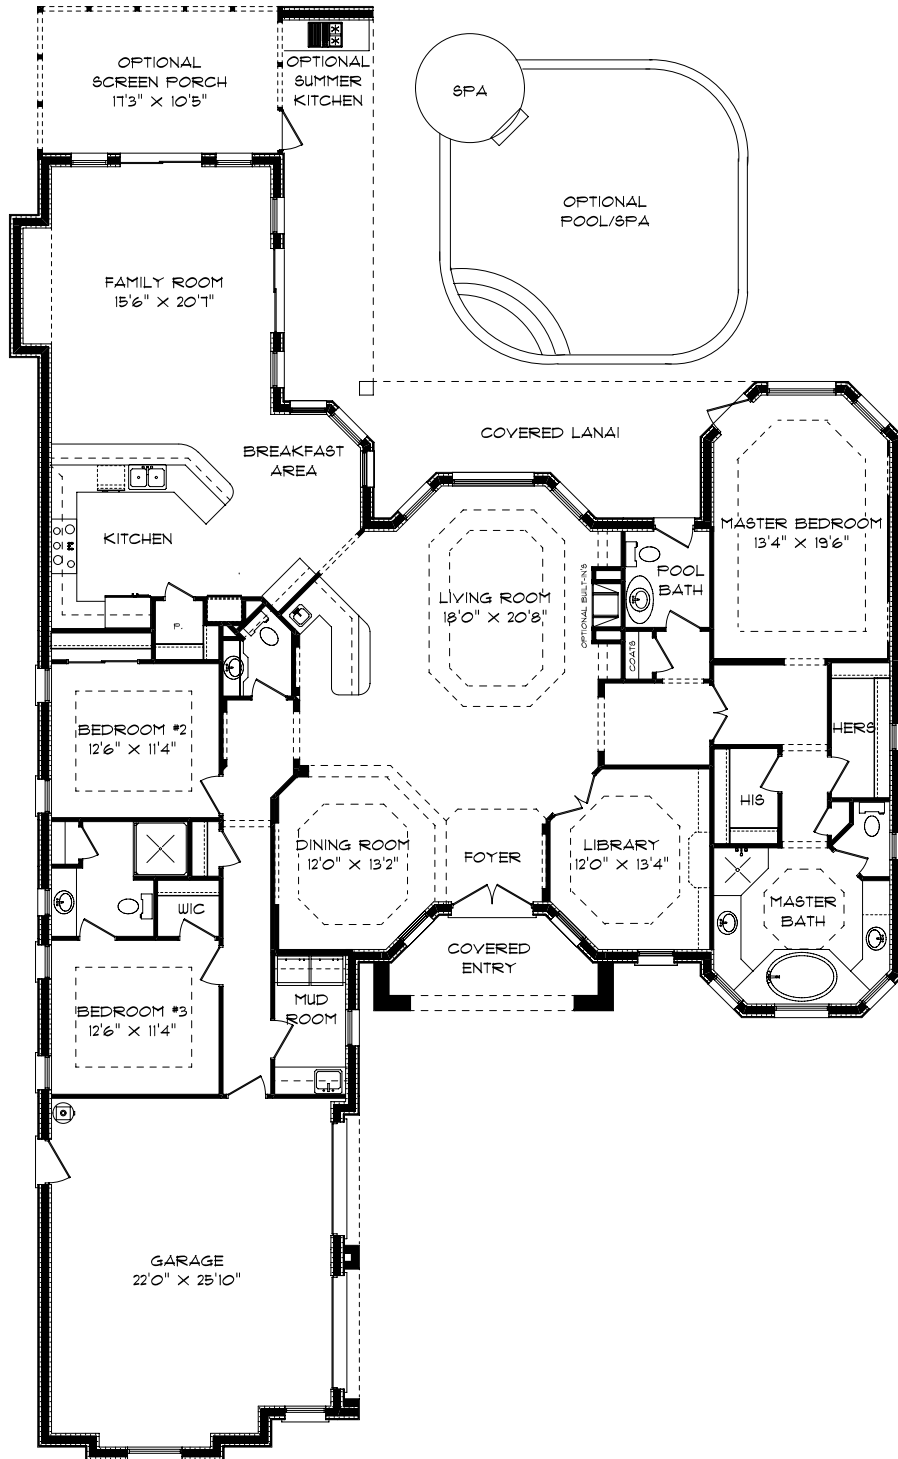 OPTIONAL
SCREEN PORCH
17'3" X 10'5"
OPTIONAL
SUMMER
KITCHEN
SPA
OPTIONAL
POOL/SPA
FAMILY ROOM
15'6" X 20'7"
COVERED LANAI
BREAKFAST
AREA
KITCHEN
MASTER BEDROOM
13'4" X 19'6"
POOL
BATH
LIVING ROOM
18'0" X 20'8"
OPTIONAL BUILT-IN'S
P.
COATS
BEDROOM #2
12'6" X 11'4"
HERS
HIS
DINING ROOM
12'0" X 13'2"
FOYER
LIBRARY
12'0" X 13'4"
WIC
MASTER
BATH
COVERED
ENTRY
BEDROOM #3
12'6" X 11'4"
MUD
ROOM
GARAGE
22'0" X 25'10"